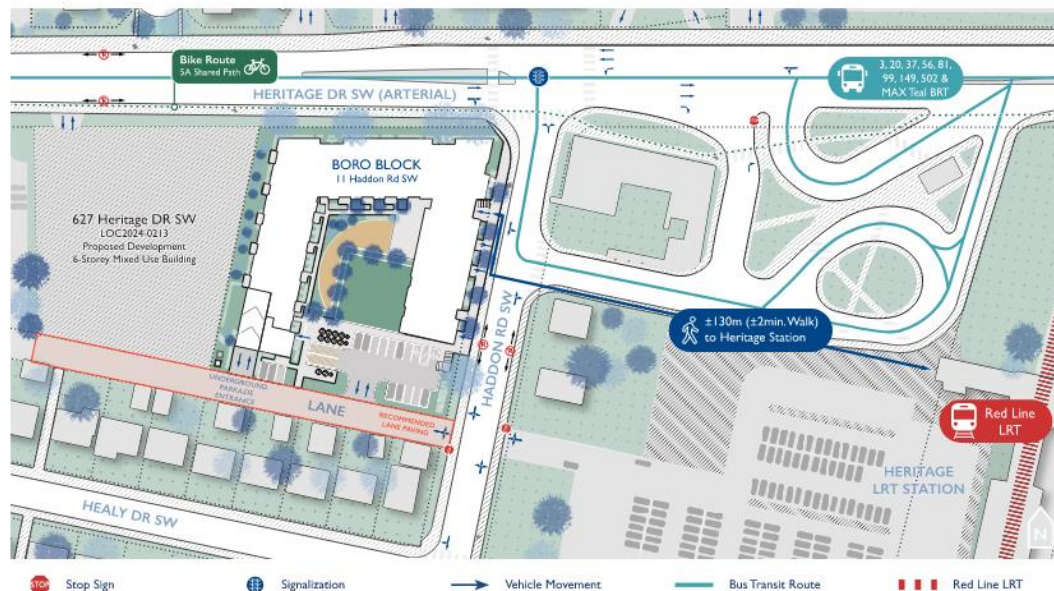 Bike Route
5A Shared Path
HERITAGE DR SW (ARTERIAL)
3, 20, 37, 56, 81,
99, 149, 502 &
MAX Teal BRT
STOP
BORO BLOCK
11 Haddon Rd SW
627 Heritage DR SW
LOC2024-0213
Proposed Development
6-Storey Mixed Use Building
HADDON RD SW
±130m (±2min. Walk)
to Heritage Station
UNDERGROUND
PARKADE
ENTRANCE
LANE
RECOMMENDED
LANE PAVING
Red Line
LRT
HERITAGE
LRT STATION
HEALY DR SW
N
STOP
Stop Sign
Signalization
Vehicle Movement
Bus Transit Route
Red Line LRT